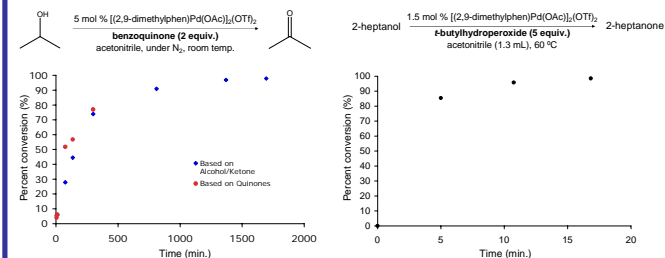 OH
5 mol % [(2,9-dimethylphen)Pd(OAc)]₂(OTf)₂
benzoquinone (2 equiv.)
acetonitrile, under N₂, room temp.
O
Percent conversion (%)
100
90
80
70
60
50
40
30
20
10
0
0 500 1000 1500 2000
Time (min.)
Based on Alcohol/Ketone
Based on Quinones
2-heptanol
1.5 mol % [(2,9-dimethylphen)Pd(OAc)]₂(OTf)₂
t-butylhydroperoxide (5 equiv.)
acetonitrile (1.3 mL), 60 ºC
2-heptanone
Percent conversion (%)
100
90
80
70
60
50
40
30
20
10
0
0 5 10 15 20
Time (min.)